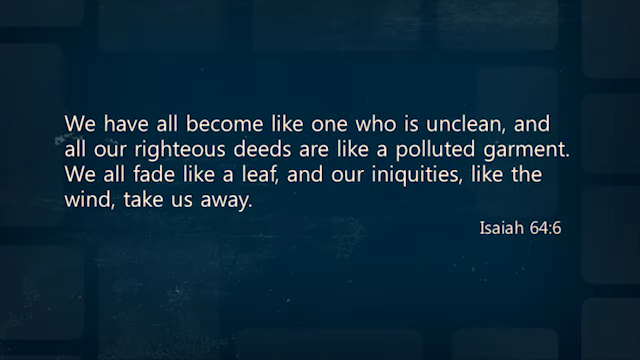 We have all become like one who is unclean, and
all our righteous deeds are like a polluted garment.
We all fade like a leaf, and our iniquities, like the
wind, take us away.
Isaiah 64:6